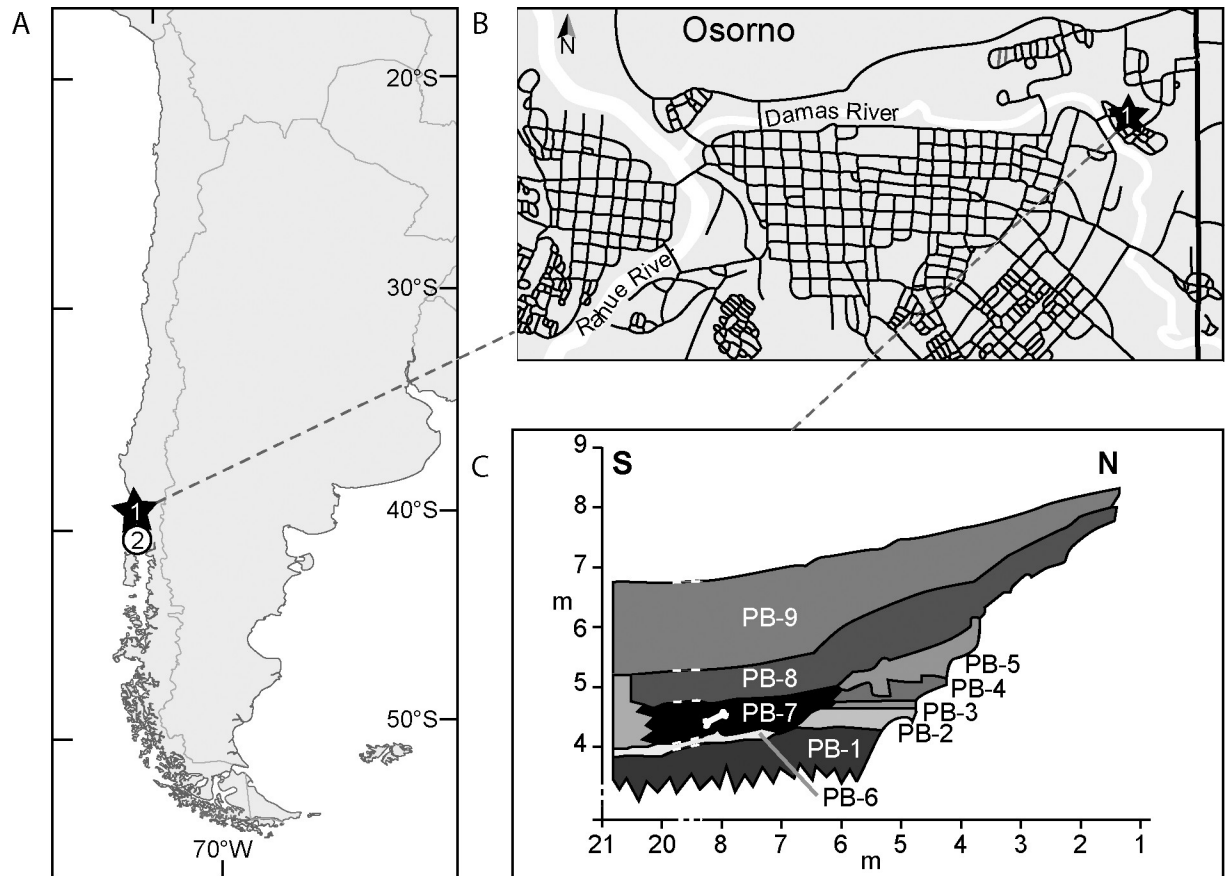 A
20°S
30°S
40°S
50°S
70°W
1
2
B
N
Osorno
Damas River
Rahue River
1
C
S
N
9
8
7
m
6
5
4
PB-9
PB-8
PB-7
PB-5
PB-4
PB-3
PB-2
PB-1
PB-6
21 20 8 7 6 5 4 3 2 1
m